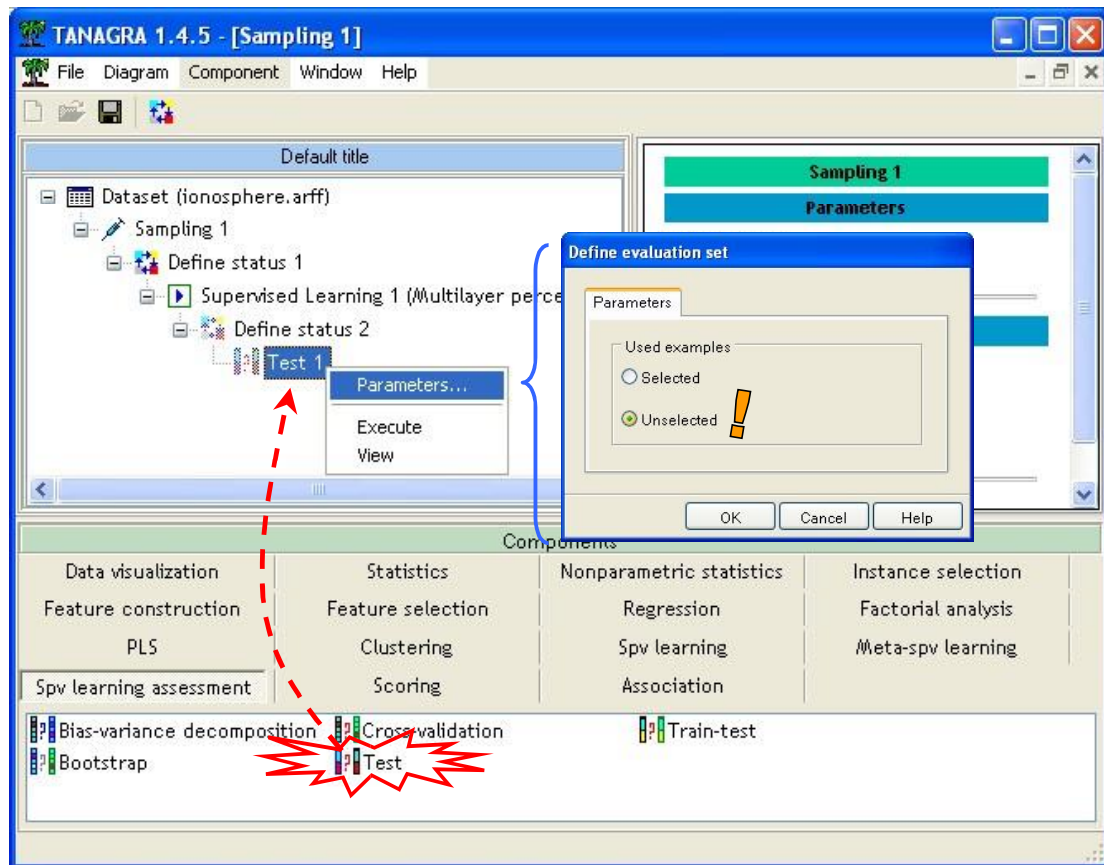 TANAGRA 1.4.5 - [Sampling 1]
File Diagram Component Window Help
Default title
Dataset (ionosphere.arff)
Sampling 1
Define status 1
Supervised Learning 1 (Multilayer perce
Define status 2
Test 1
Parameters...
Execute
View
Sampling 1
Parameters
Define evaluation set
Parameters
Used examples
Selected
Unselected
!
OK Cancel Help
Components
Data visualization Statistics Nonparametric statistics Instance selection
Feature construction Feature selection Regression Factorial analysis
PLS Clustering Spv learning Meta-spv learning
Spv learning assessment Scoring Association
Bias-variance decomposition Cross-validation Train-test
Bootstrap Test